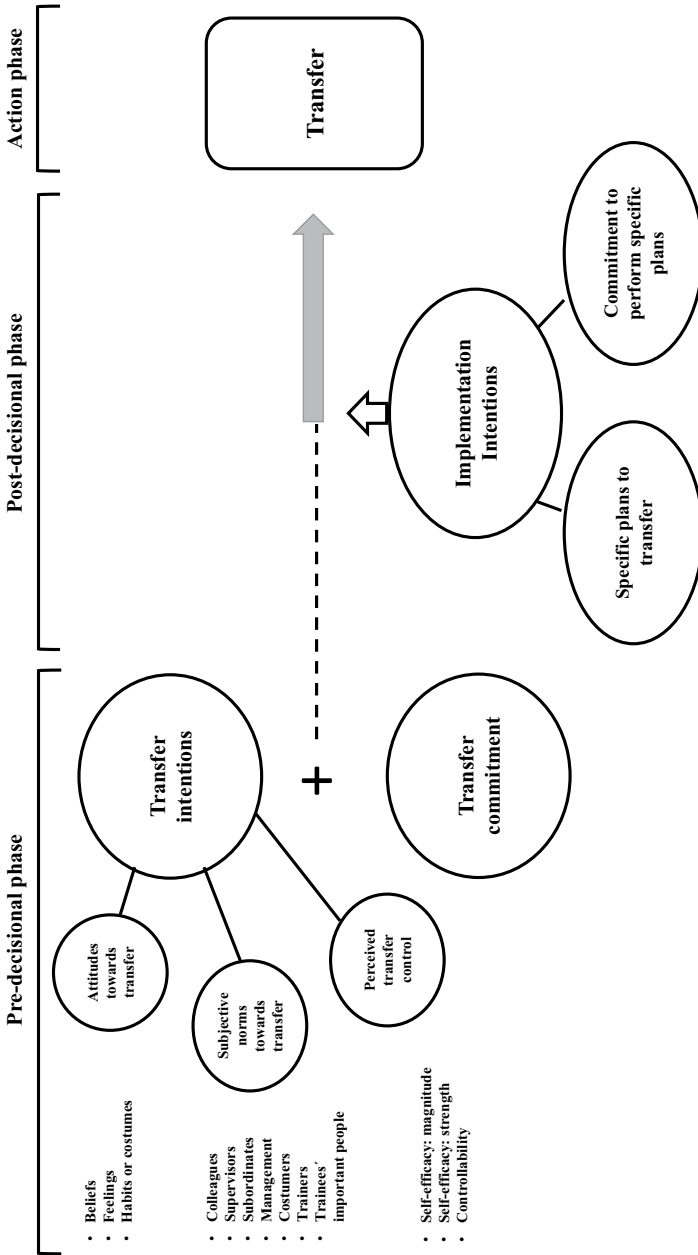 Pre-decisional phase
Post-decisional phase
Action phase
• Beliefs
• Feelings
• Habits or costumes
• Colleagues
• Supervisors
• Subordinates
• Management
• Costumers
• Trainers
• Trainees´
important people
• Self-efficacy: magnitude
• Self-efficacy: strength
• Controllability
Attitudes
towards
transfer
Subjective
norms
towards
transfer
Perceived
transfer
control
Transfer
intentions
+
Transfer
commitment
Implementation
Intentions
Specific plans to
transfer
Commitment to
perform specific
plans
Transfer